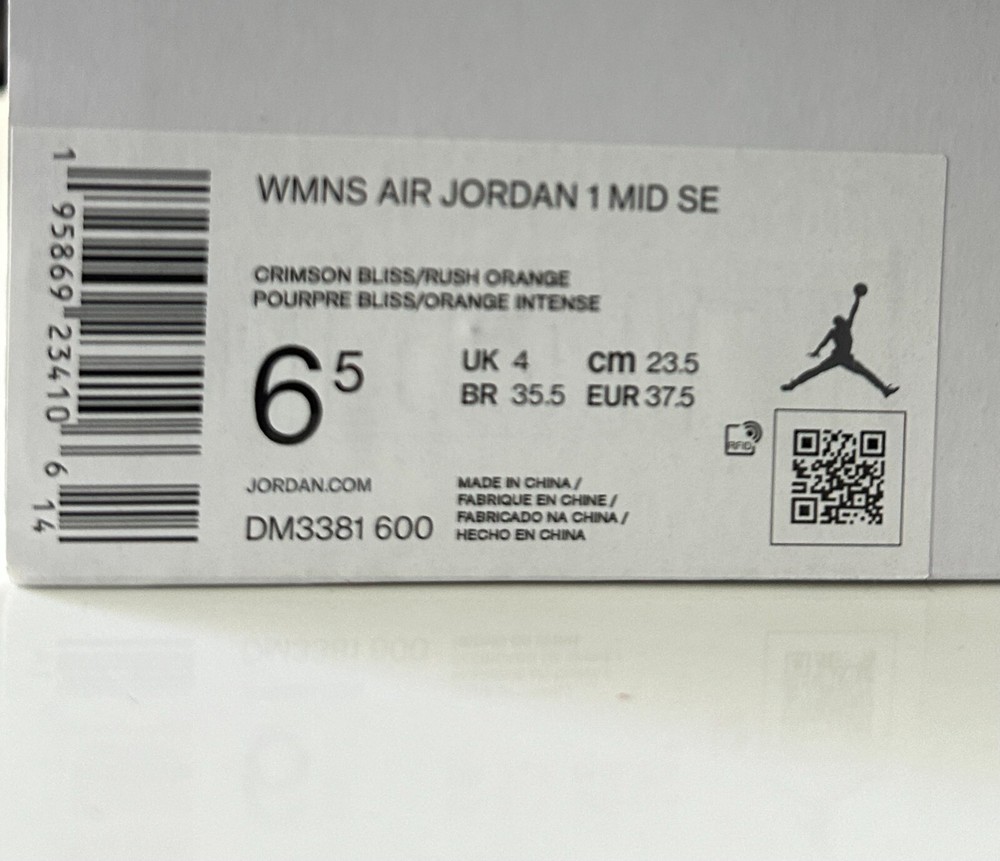 WMNS AIR JORDAN 1 MID SE
CRIMSON BLISS/RUSH ORANGE
POURPRE BLISS/ORANGE INTENSE
6 5
UK 4 cm 23.5
BR 35.5 EUR 37.5
RFID
JORDAN.COM
DM3381 600
MADE IN CHINA /
FABRIQUE EN CHINE /
FABRICADO NA CHINA /
HECHO EN CHINA
1 95869 23410 6 14